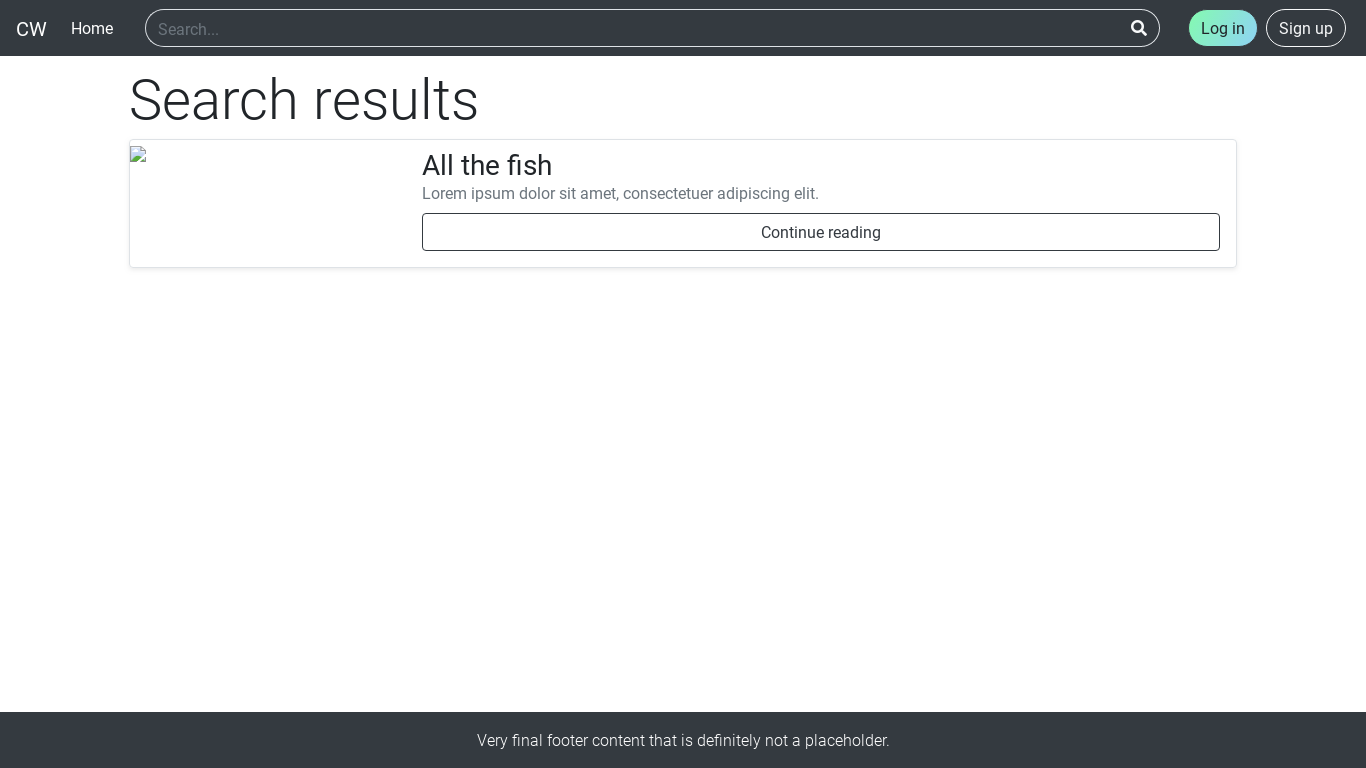 CW
Home
Search...
Log in
Sign up
Search results
All the fish
Lorem ipsum dolor sit amet, consectetuer adipiscing elit.
Continue reading
Very final footer content that is definitely not a placeholder.